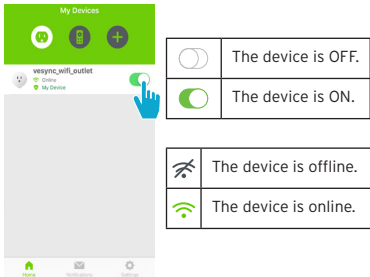 My Devices
vesync_wifi_outlet
Online
My Device
Home
Notifications
Settings
The device is OFF.
The device is ON.
The device is offline.
The device is online.